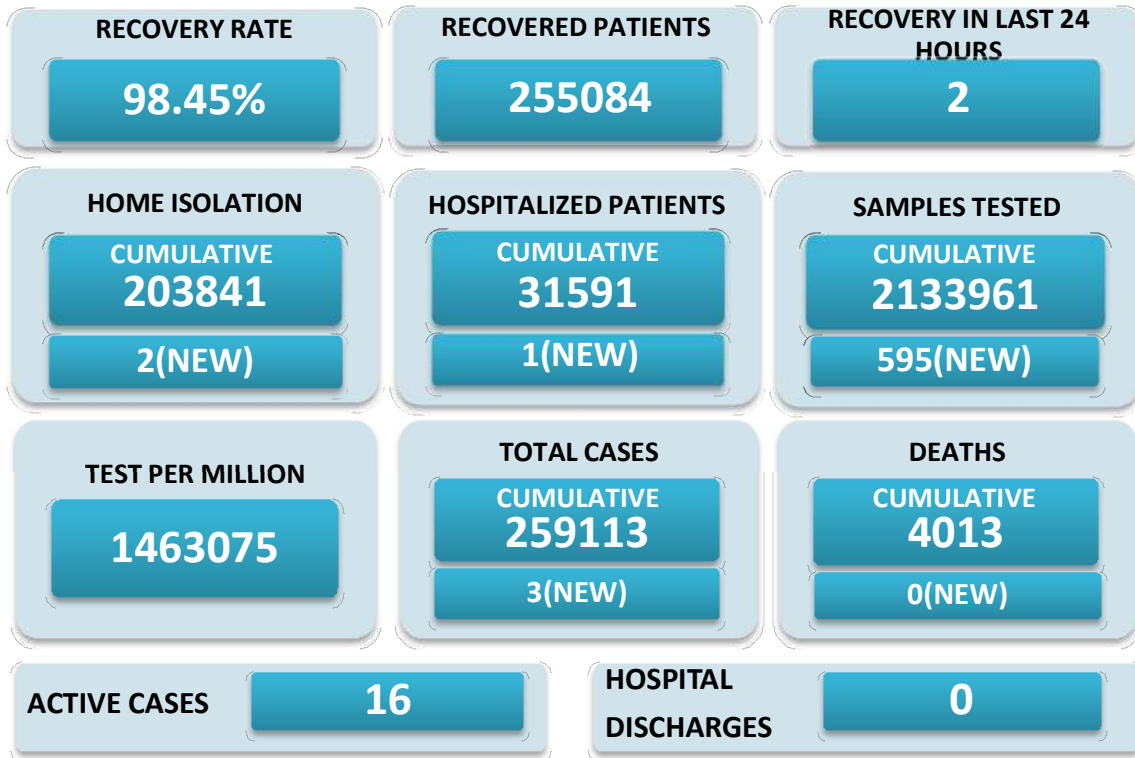 RECOVERY RATE
98.45%
RECOVERED PATIENTS
255084
RECOVERY IN LAST 24
HOURS
2
HOME ISOLATION
CUMULATIVE
203841
2(NEW)
HOSPITALIZED PATIENTS
CUMULATIVE
31591
1(NEW)
SAMPLES TESTED
CUMULATIVE
2133961
595(NEW)
TEST PER MILLION
1463075
TOTAL CASES
CUMULATIVE
259113
3(NEW)
DEATHS
CUMULATIVE
4013
0(NEW)
ACTIVE CASES
16
HOSPITAL
DISCHARGES
0